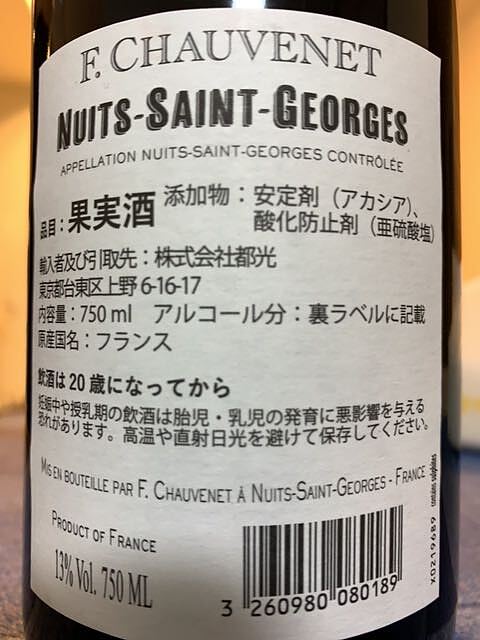 F. CHAUVENET
NUITS-SAINT-GEORGES
APPELLATION NUITS-SAINT-GEORGES CONTRÔLÉE
品目：果実酒 添加物：安定剤（アカシア）、
酸化防止剤（亜硫酸塩）
輸入者及び引取先：株式会社都光
東京都台東区上野 6-16-17
内容量：750 ml アルコール分：裏ラベルに記載
原産国名：フランス
飲酒は 20 歳になってから
妊娠中や授乳期の飲酒は胎児・乳児の発育に悪影響を与える
恐れがあります。高温や直射日光を避けて保存してください。
MIS EN BOUTEILLE PAR F. CHAUVENET À NUITS-SAINT-GEORGES - FRANCE
PRODUCT OF FRANCE
13% Vol. 750 ML
3 260980 080189
X0219689 contains sulphites